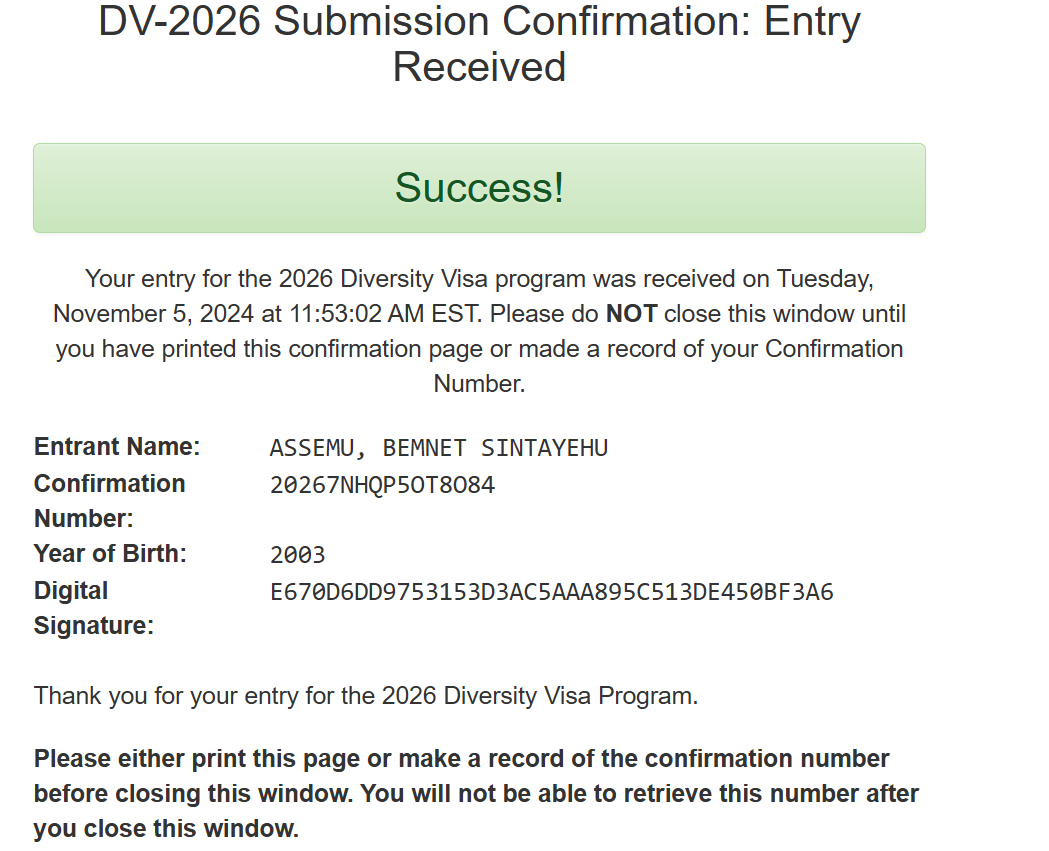 DV-2026 Submission Confirmation: Entry
Received
Success!
Your entry for the 2026 Diversity Visa program was received on Tuesday,
November 5, 2024 at 11:53:02 AM EST. Please do NOT close this window until
you have printed this confirmation page or made a record of your Confirmation
Number.
Entrant Name: ASSEMU, BEMNET SINTAYEHU
Confirmation Number: 20267NHQP5OT8O84
Year of Birth: 2003
Digital Signature: E670D6DD9753153D3AC5AAA895C513DE450BF3A6
Thank you for your entry for the 2026 Diversity Visa Program.
Please either print this page or make a record of the confirmation number
before closing this window. You will not be able to retrieve this number after
you close this window.